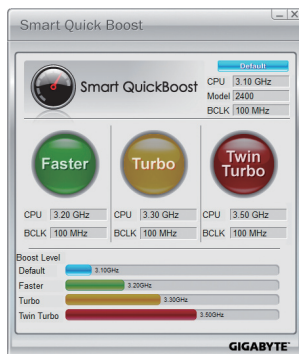 Smart Quick Boost
Default
Smart QuickBoost
CPU 3.10 GHz
Model 2400
BCLK 100 MHz
Faster
Turbo
Twin
Turbo
CPU 3.20 GHz
CPU 3.30 GHz
CPU 3.50 GHz
BCLK 100 MHz
BCLK 100 MHz
BCLK 100 MHz
Boost Level
Default 3.10GHz
Faster 3.20GHz
Turbo 3.30GHz
Twin Turbo 3.50GHz
GIGABYTE™